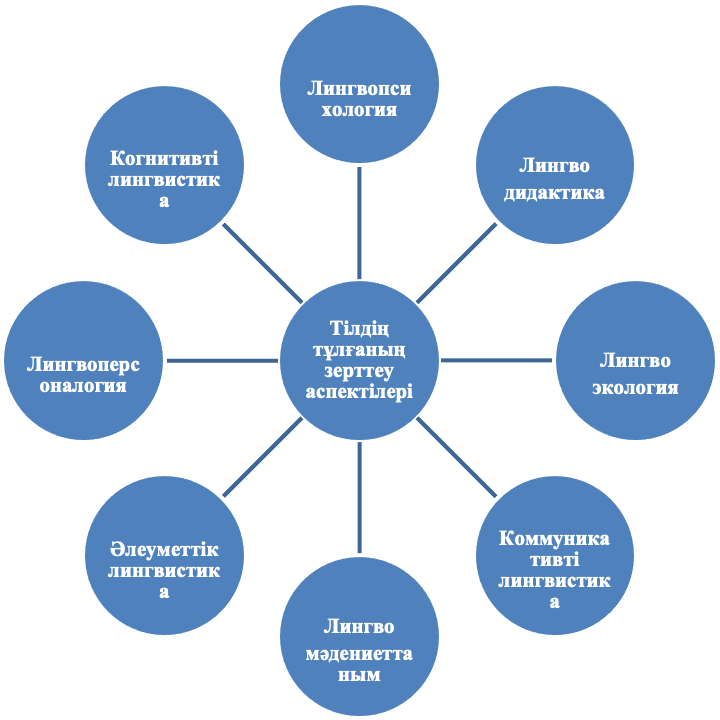 Лингвопси
хология
Лингво
дидактика
Лингво
экология
Коммуника
тивті
лингвистик
а
Лингво
мәдениетта
ным
Әлеуметтік
лингвистик
а
Лингвоперс
оналогия
Когнитивті
лингвистик
а
Тілдің
тұлғаның
зерттеу
аспектілері